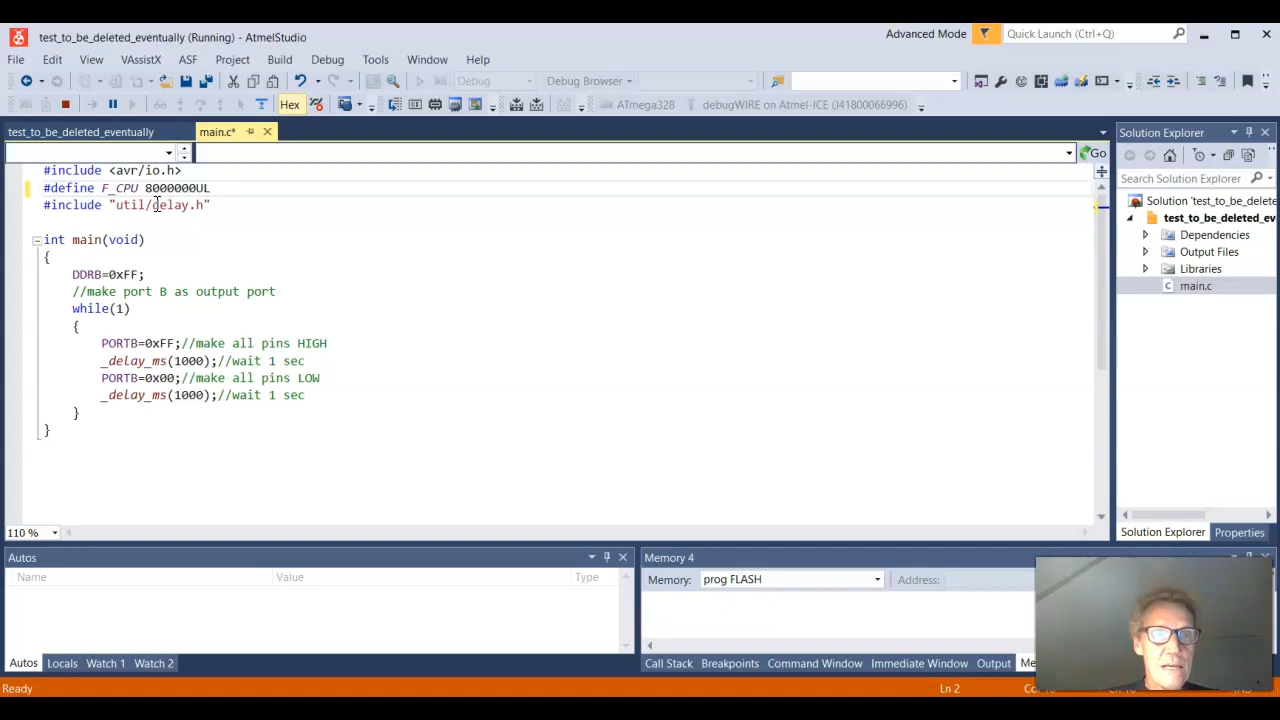 test_to_be_deleted_eventually (Running) - AtmelStudio
Advanced Mode
Quick Launch (Ctrl+Q)
File Edit View VAssistX ASF Project Build Debug Tools Window Help
Debug Debug Browser
Hex ATmega328 debugWIRE on Atmel-ICE (J41800066996)
test_to_be_deleted_eventually main.c*
Go
#include <avr/io.h>
#define F_CPU 8000000UL
#include "util/delay.h"
int main(void)
{
DDRB=0xFF;
//make port B as output port
while(1)
{
PORTB=0xFF;//make all pins HIGH
_delay_ms(1000);//wait 1 sec
PORTB=0x00;//make all pins LOW
_delay_ms(1000);//wait 1 sec
}
}
110 %
Solution Explorer
Search Solution Explorer
Solution 'test_to_be_delete
test_to_be_deleted_ev
Dependencies
Output Files
Libraries
main.c
Solution Explorer Properties
Autos
Name Value Type
Autos Locals Watch 1 Watch 2
Memory 4
Memory: prog FLASH Address:
Call Stack Breakpoints Command Window Immediate Window Output
Ready Ln 2